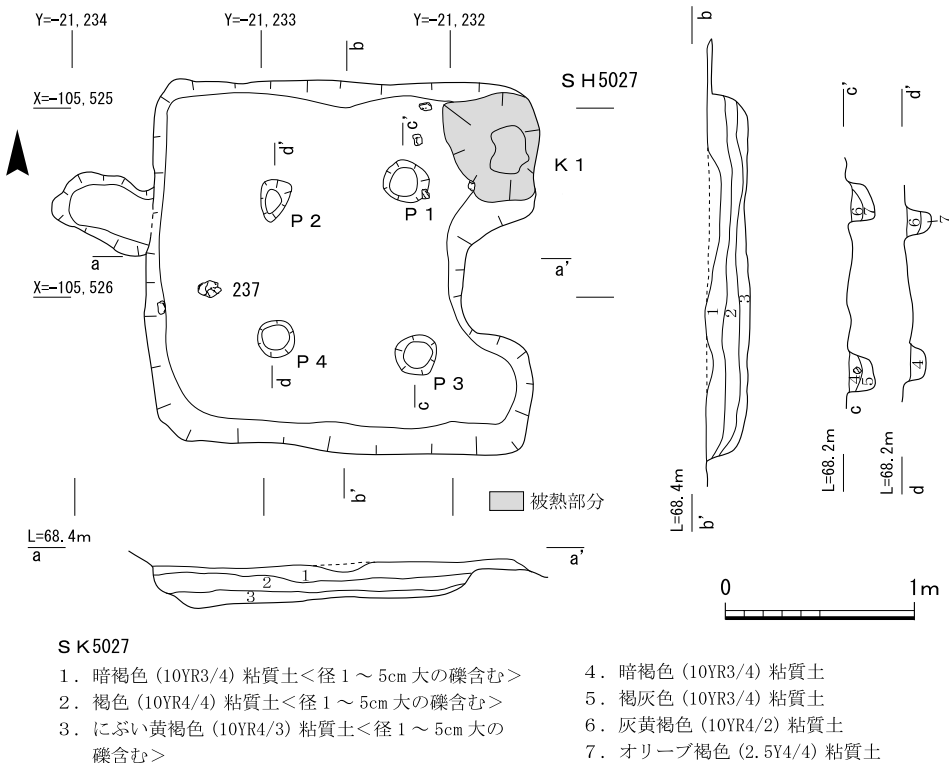 Y=-21,234
Y=-21,233
Y=-21,232
b
b
SH5027
X=-105,525
c'
c'
d'
d'
K1
P2
P1
6
7
6
7
a
a'
X=-105,526
237
1
2
3
P4
P3
4
5
4
d
c
c
L=68.2m
L=68.2m
d
b'
被熱部分
L=68.4m
b'
L=68.4m
a
a'
1
2
3
0
1m
SK5027
1. 暗褐色 (10YR3/4) 粘質土<径1~5cm大の礫含む>
2. 褐色 (10YR4/4) 粘質土<径1~5cm大の礫含む>
3. にぶい黄褐色 (10YR4/3) 粘質土<径1~5cm大の
礫含む>
4. 暗褐色 (10YR3/4) 粘質土
5. 褐灰色 (10YR3/4) 粘質土
6. 灰黄褐色 (10YR4/2) 粘質土
7. オリーブ褐色 (2.5Y4/4) 粘質土